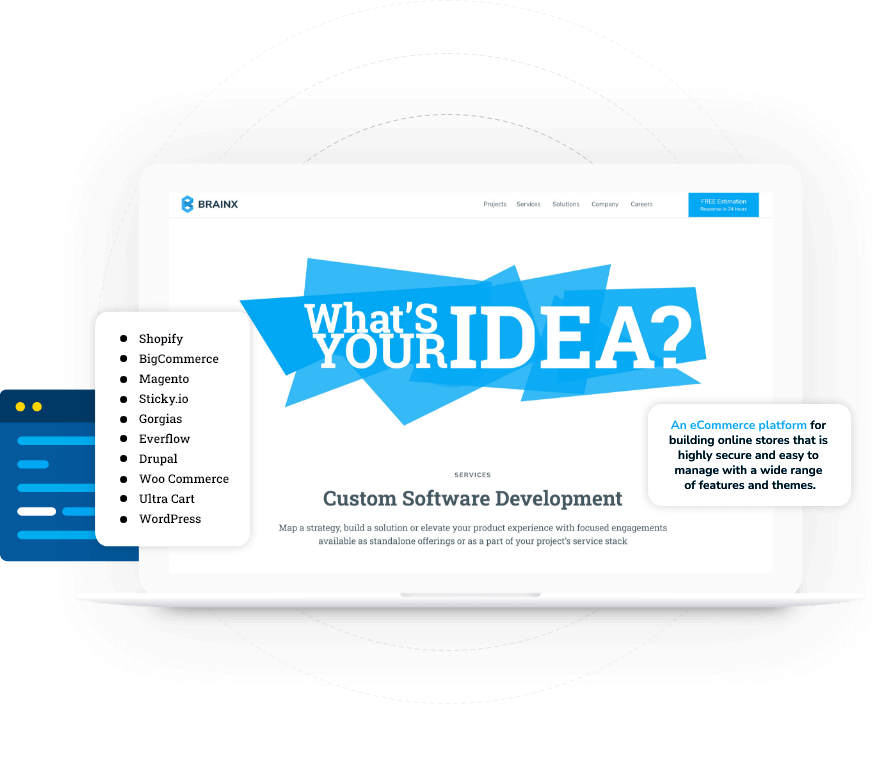 BRAINX
Projects Services Solutions Company Careers
FREE Estimation
Response in 24 hours
What'S
YOUR IDEA?
Shopify
BigCommerce
Magento
Sticky.io
Gorgias
Everflow
Drupal
Woo Commerce
Ultra Cart
WordPress
An eCommerce platform for
building online stores that is
highly secure and easy to
manage with a wide range
of features and themes.
SERVICES
Custom Software Development
Map a strategy, build a solution or elevate your product experience with focused engagements
available as standalone offerings or as a part of your project's service stack